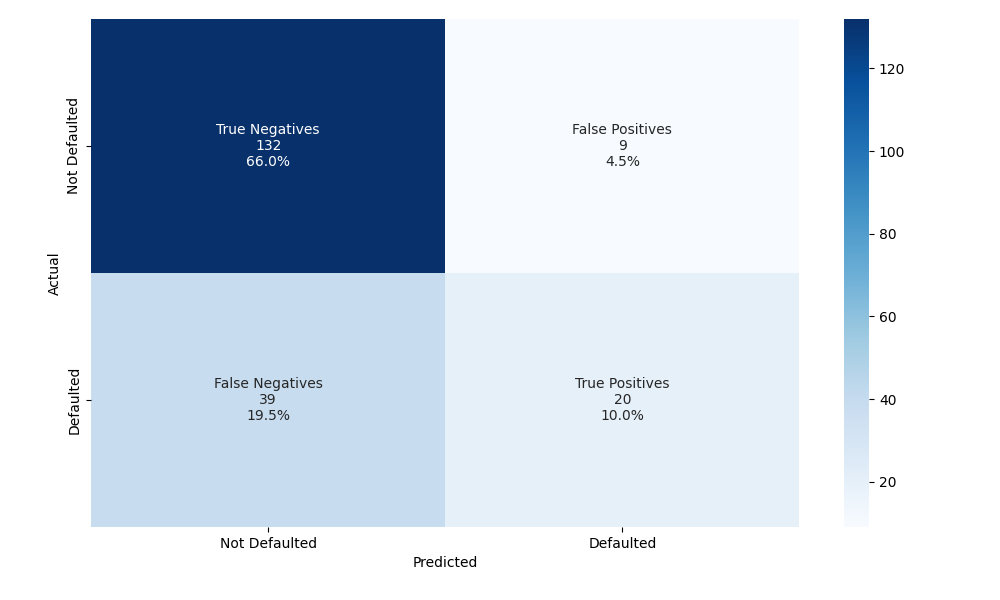 Actual
Not Defaulted
True Negatives
132
66.0%
False Positives
9
4.5%
Defaulted
False Negatives
39
19.5%
True Positives
20
10.0%
Not Defaulted
Defaulted
Predicted
120
100
80
60
40
20